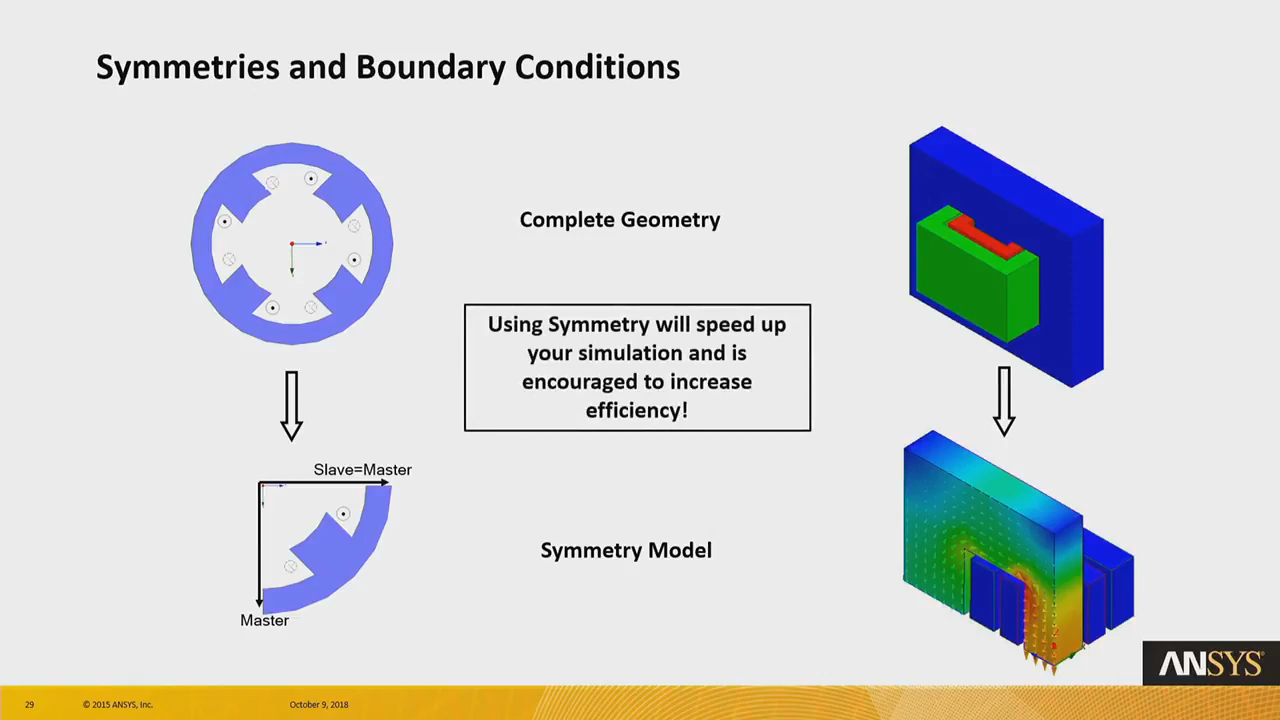 Symmetries and Boundary Conditions
Complete Geometry
Using Symmetry will speed up
your simulation and is
encouraged to increase
efficiency!
Slave=Master
Symmetry Model
Master
ANSYS
29
© 2015 ANSYS, Inc.
October 9, 2018